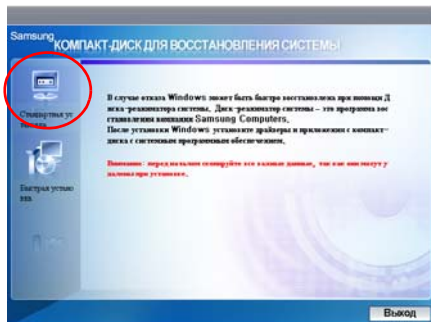 Samsung
КОМПАКТ-ДИСК ДЛЯ ВОССТАНОВЛЕНИЯ СИСТЕМЫ
Стандартная ус
тановка
Быстрая устано
вка
В случае отказа Windows может быть быстро восстановлена при помощи Д
иска -реаниматора системы. Диск -реаниматор системы – это программа вос
становления компании Samsung Computers.
После установки Windows установите драйверы и приложения с компакт-
диска с системным программным обеспечением.
Внимание: перед началом скопируйте все важные данные, так как они могут у
далены при установке.
Выход